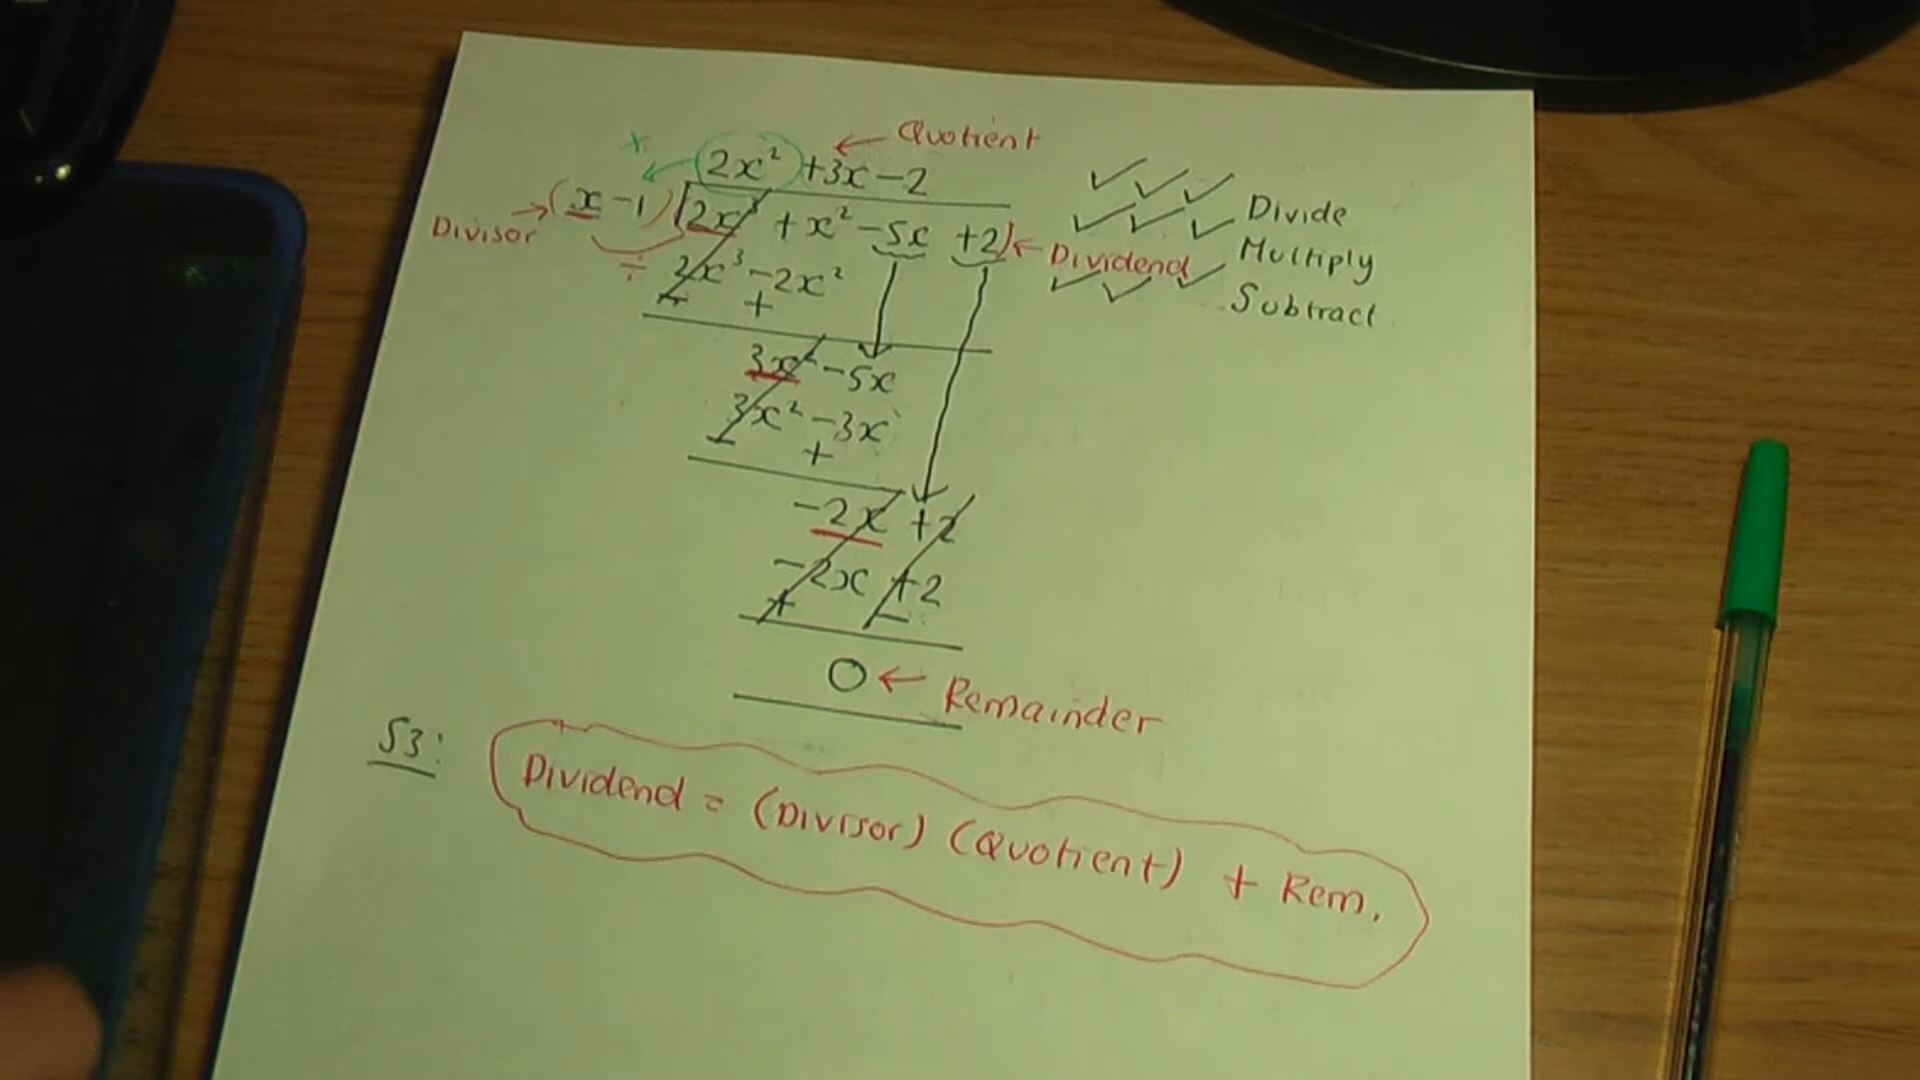 × ← Quotient
2x² +3x -2
Divisor → (x -1) 2x³ + x² -5x +2) ← Dividend
÷
2x³ -2x²
- +
3x² -5x
3x² -3x
- +
-2x +2
-2x +2
+ -
0 ← Remainder
✓ ✓ ✓ Divide
✓ ✓ ✓ Multiply
✓ ✓ ✓ Subtract
S3:
Dividend = (Divisor) (Quotient) + Rem.